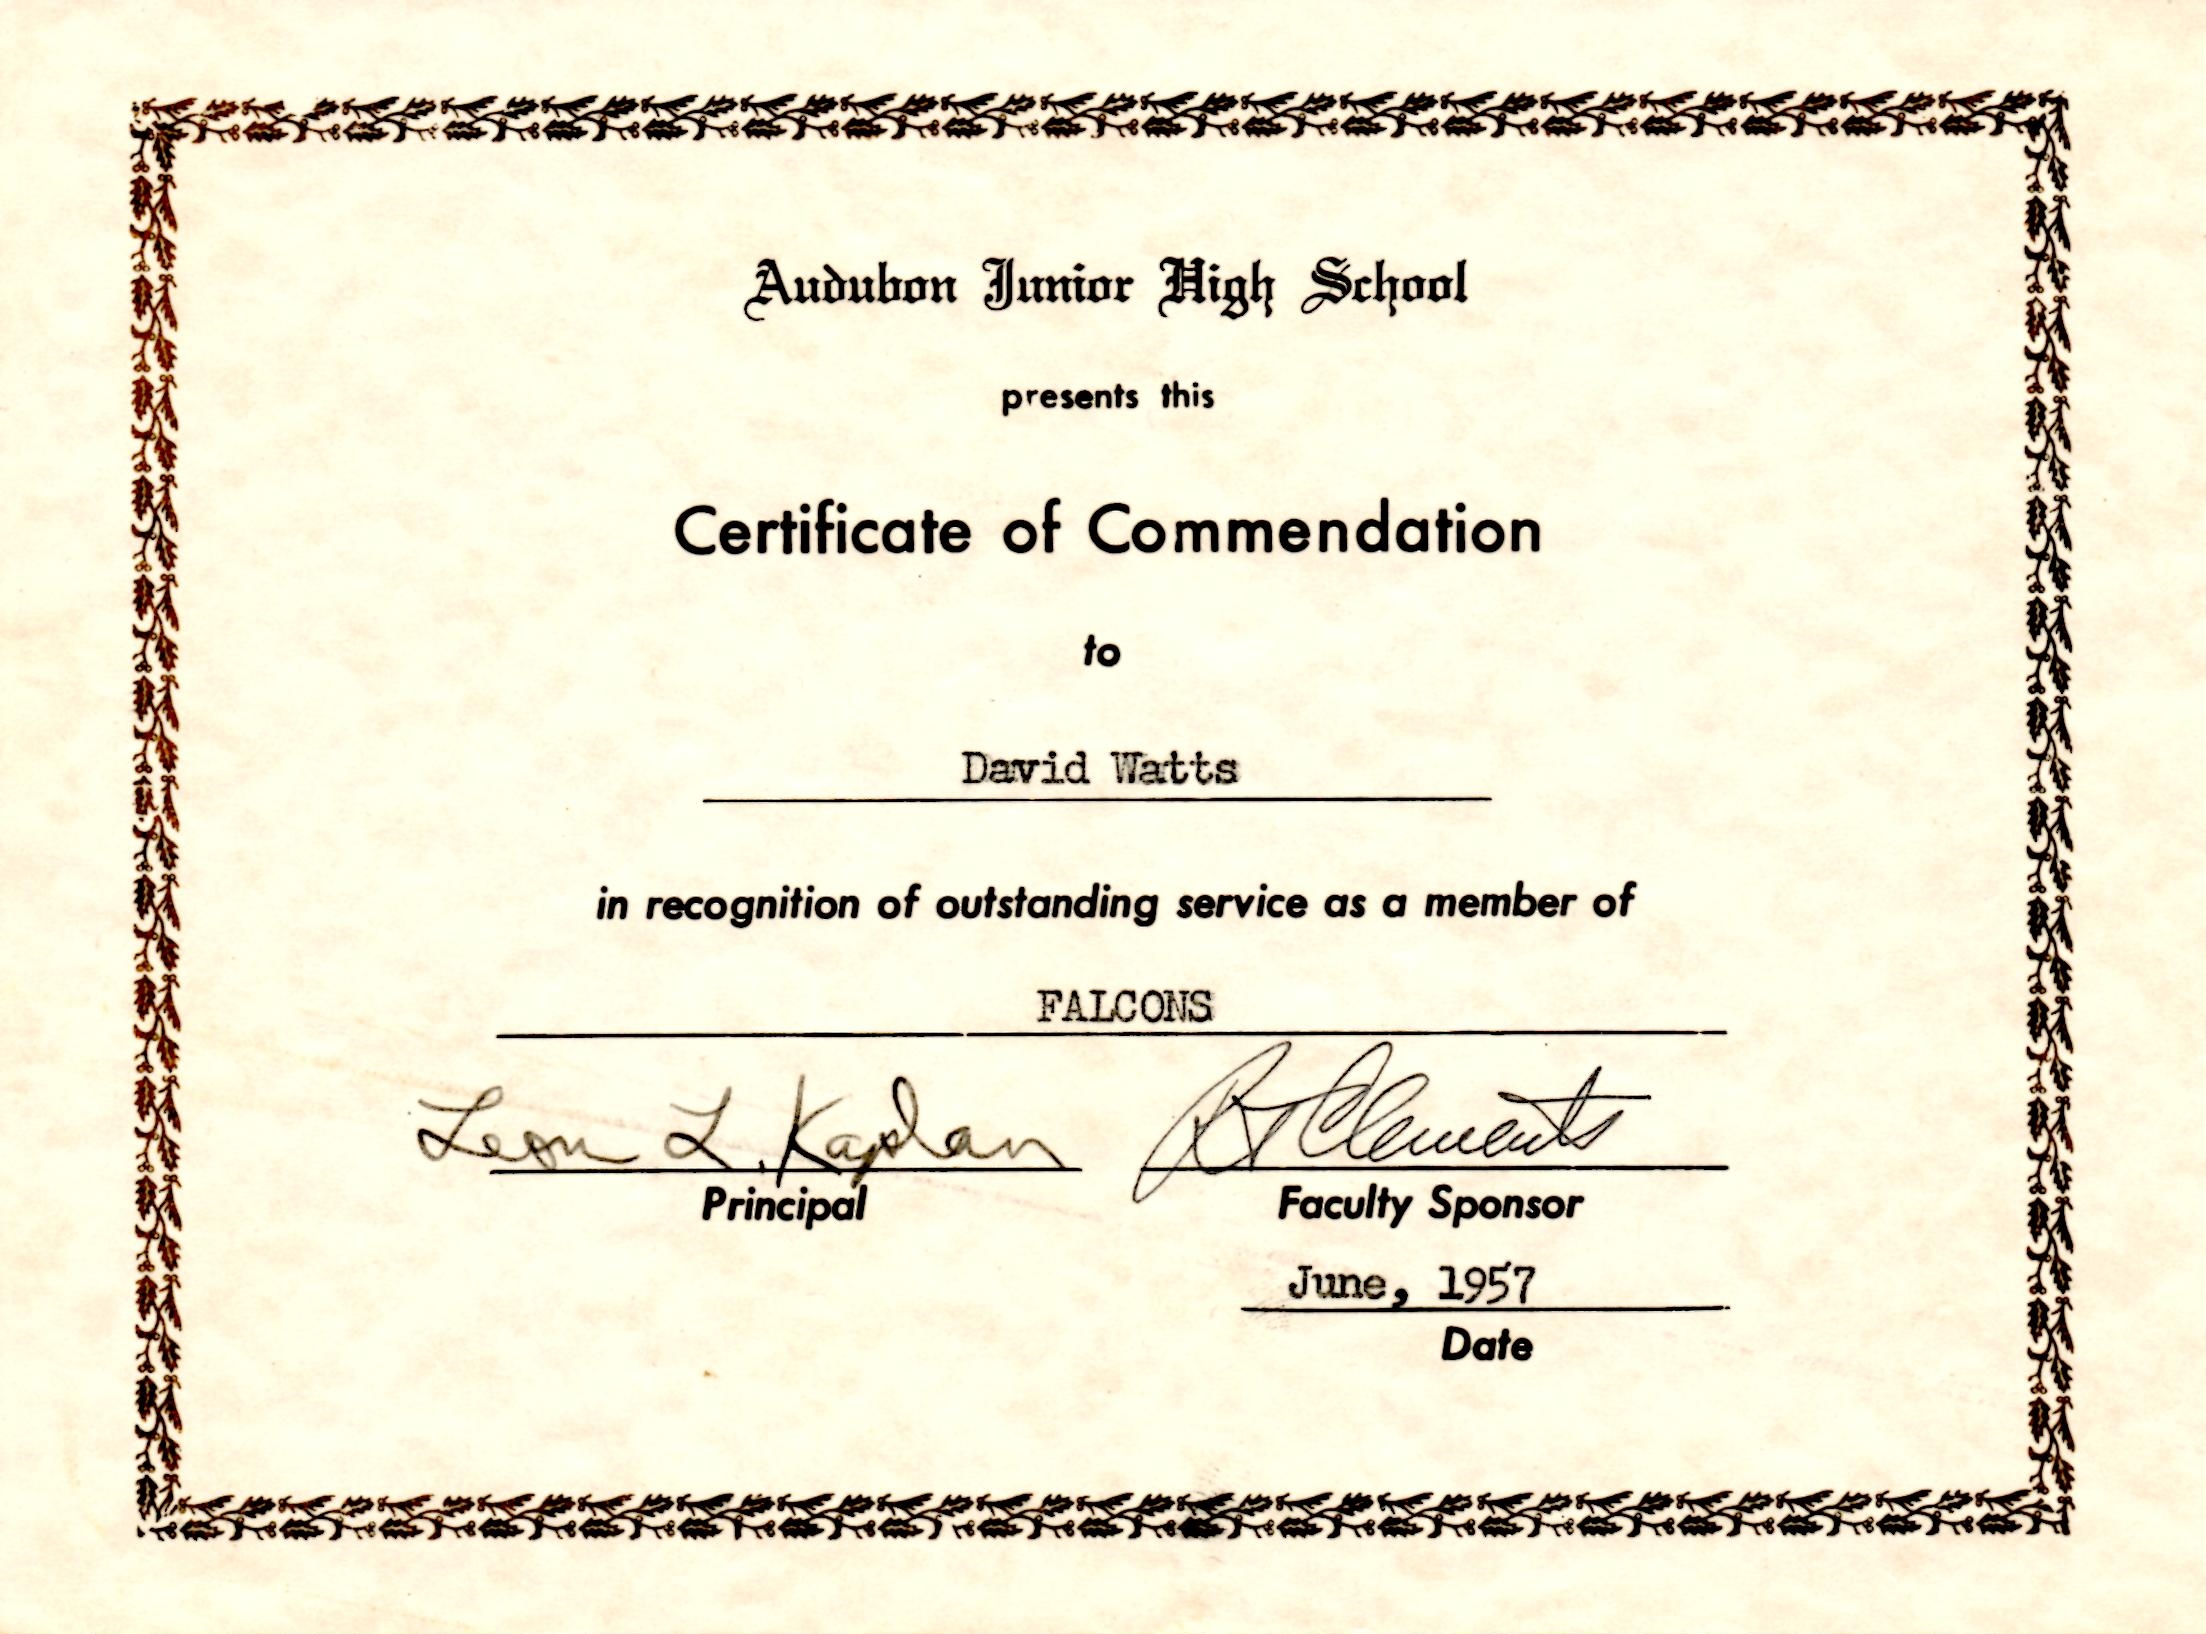 Audubon Junior High School
presents this
Certificate of Commendation
to
David Watts
in recognition of outstanding service as a member of
FALCONS
Leon L. Kaplan
Principal
Clements
Faculty Sponsor
June, 1957
Date